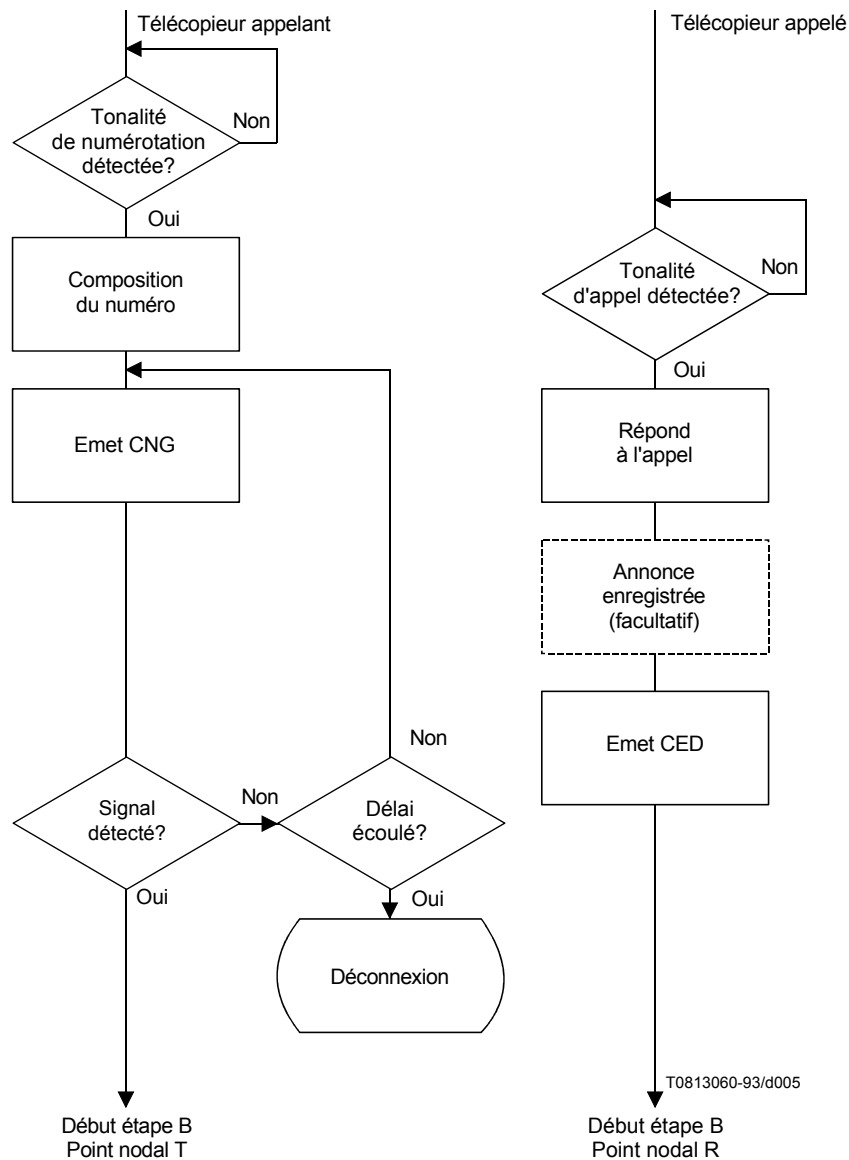 Télécopieur appelant
Tonalité
de numérotation
détectée?
Non
Oui
Composition
du numéro
Emet CNG
Signal
détecté?
Non
Oui
Non
Délai
écoulé?
Oui
Déconnexion
Début étape B
Point nodal T
Télécopieur appelé
Tonalité
d'appel détectée?
Non
Oui
Répond
à l'appel
Annonce
enregistrée
(facultatif)
Emet CED
T0813060-93/d005
Début étape B
Point nodal R